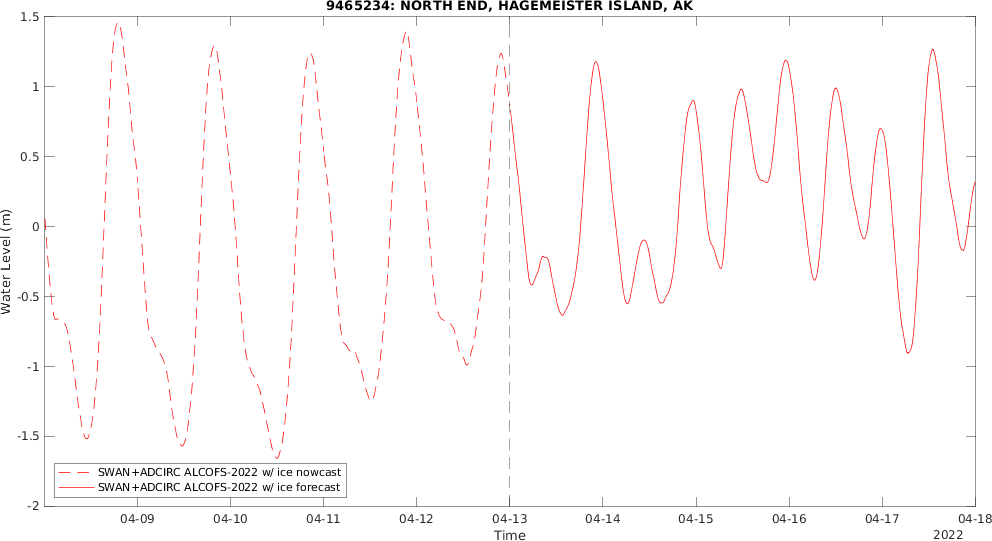 9465234: NORTH END, HAGEMEISTER ISLAND, AK
1.5
1
0.5
0
-0.5
-1
-1.5
-2
Water Level (m)
SWAN+ADCIRC ALCOFS-2022 w/ ice nowcast
SWAN+ADCIRC ALCOFS-2022 w/ ice forecast
04-09 04-10 04-11 04-12 04-13 04-14 04-15 04-16 04-17 04-18
Time
2022